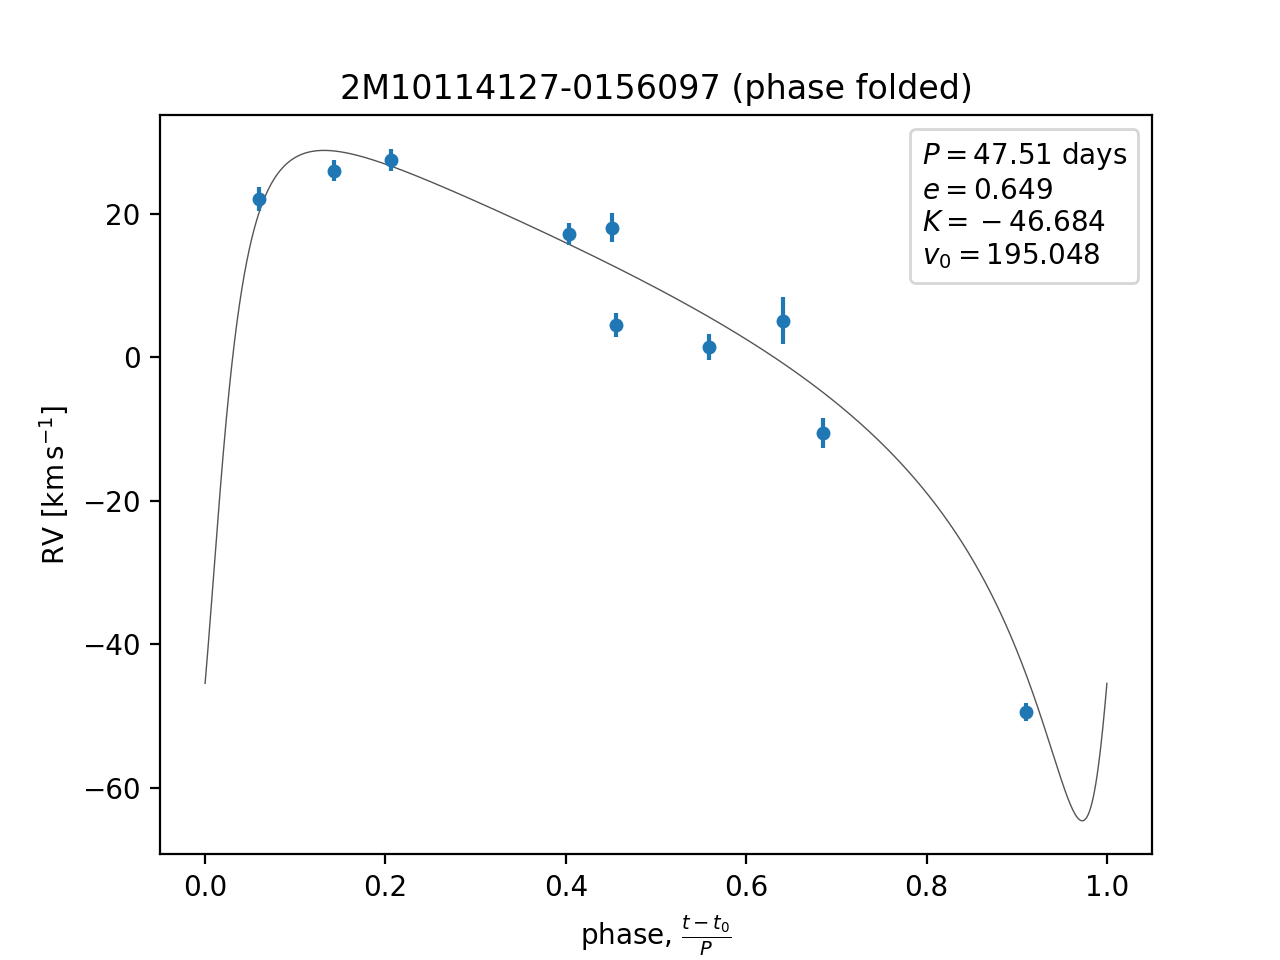 2M10114127-0156097 (phase folded)
P = 47.51 days
e = 0.649
K = −46.684
v₀ = 195.048
20
0
−20
−40
−60
RV [km s⁻¹]
0.0 0.2 0.4 0.6 0.8 1.0
phase, (t − t₀)/P